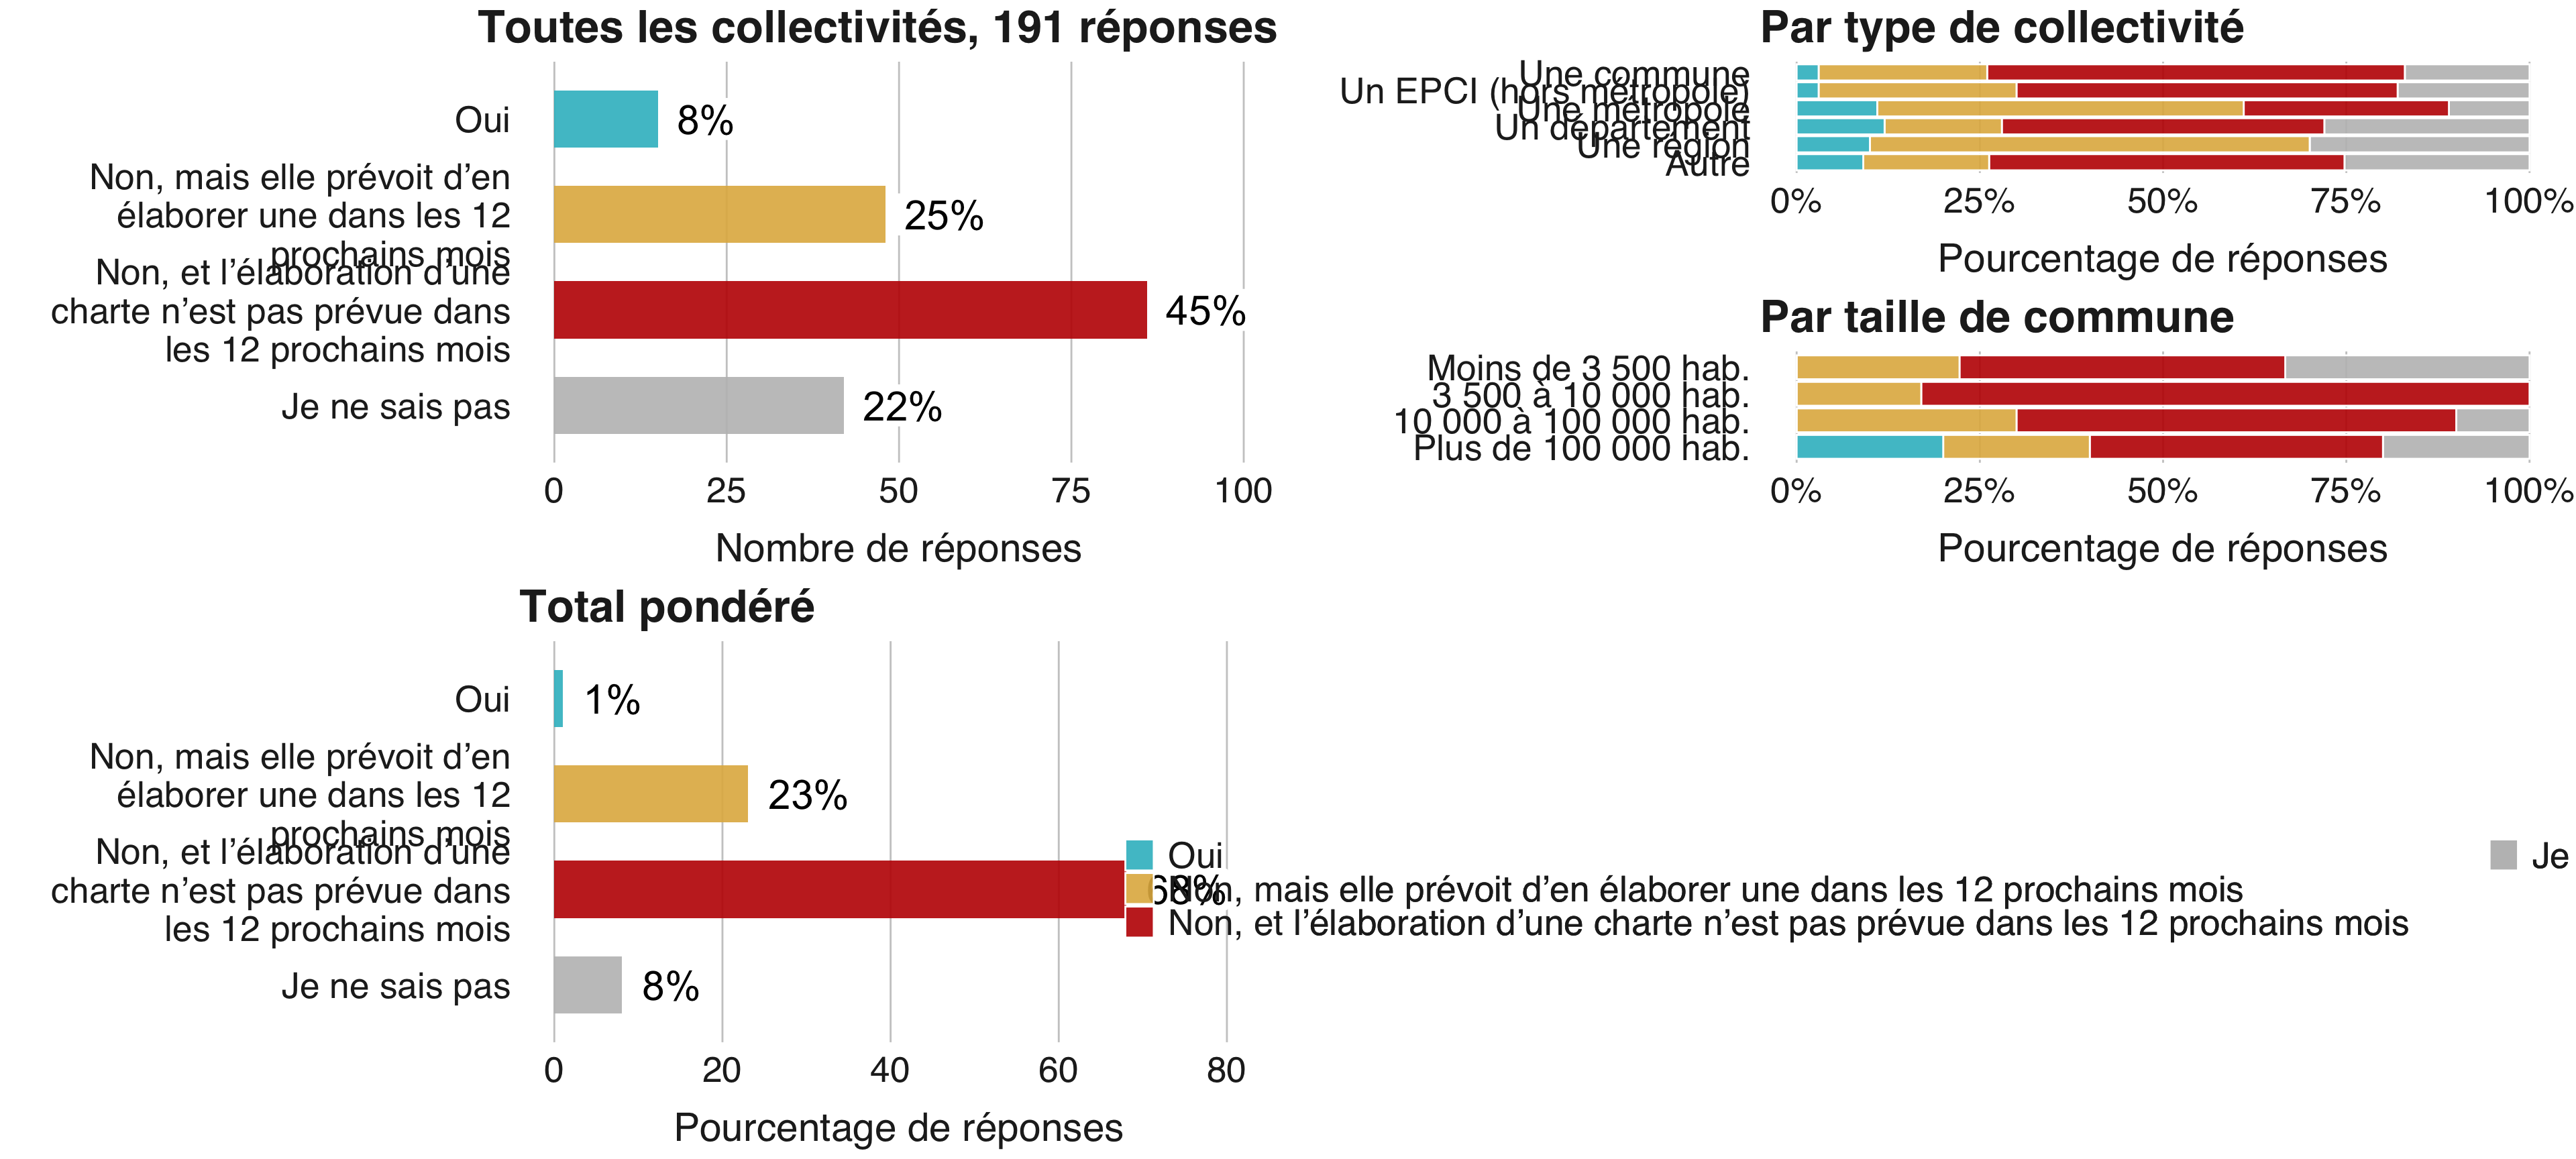 Toutes les collectivités, 191 réponses
Oui
8%
Non, mais elle prévoit d’en
élaborer une dans les 12
prochains mois
25%
Non, et l’élaboration d’une
charte n’est pas prévue dans
les 12 prochains mois
45%
Je ne sais pas
22%
0 25 50 75 100
Nombre de réponses
Par type de collectivité
Une commune
Un EPCI (hors métropole)
Une métropole
Un département
Une région
Autre
0% 25% 50% 75% 100%
Pourcentage de réponses
Par taille de commune
Moins de 3 500 hab.
3 500 à 10 000 hab.
10 000 à 100 000 hab.
Plus de 100 000 hab.
0% 25% 50% 75% 100%
Pourcentage de réponses
Total pondéré
Oui
1%
Non, mais elle prévoit d’en
élaborer une dans les 12
prochains mois
23%
Non, et l’élaboration d’une
charte n’est pas prévue dans
les 12 prochains mois
68%
Je ne sais pas
8%
0 20 40 60 80
Pourcentage de réponses
Oui
Non, mais elle prévoit d’en élaborer une dans les 12 prochains mois
Non, et l’élaboration d’une charte n’est pas prévue dans les 12 prochains mois
Je